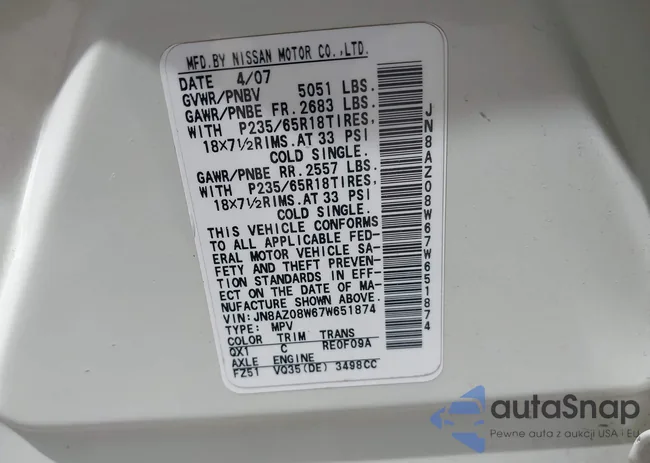 MFD.BY NISSAN MOTOR CO.,LTD.
DATE 4/07
GVWR/PNBV 5051 LBS.
GAWR/PNBE FR.2683 LBS.
WITH P235/65R18TIRES,
18X7½RIMS.AT 33 PSI
COLD SINGLE.
GAWR/PNBE RR.2557 LBS.
WITH P235/65R18TIRES,
18X7½RIMS.AT 33 PSI
COLD SINGLE.
THIS VEHICLE CONFORMS
TO ALL APPLICABLE FED-
ERAL MOTOR VEHICLE SA-
FETY AND THEFT PREVEN-
TION STANDARDS IN EFF-
ECT ON THE DATE OF MA-
NUFACTURE SHOWN ABOVE.
VIN:JN8AZ08W67W651874
TYPE: MPV
COLOR TRIM TRANS
QX1 C RE0F09A
AXLE ENGINE
FZ51 VQ35(DE) 3498CC
JN8AZ08W67W651874
autaSnap
Pewne auta z aukcji USA i EU